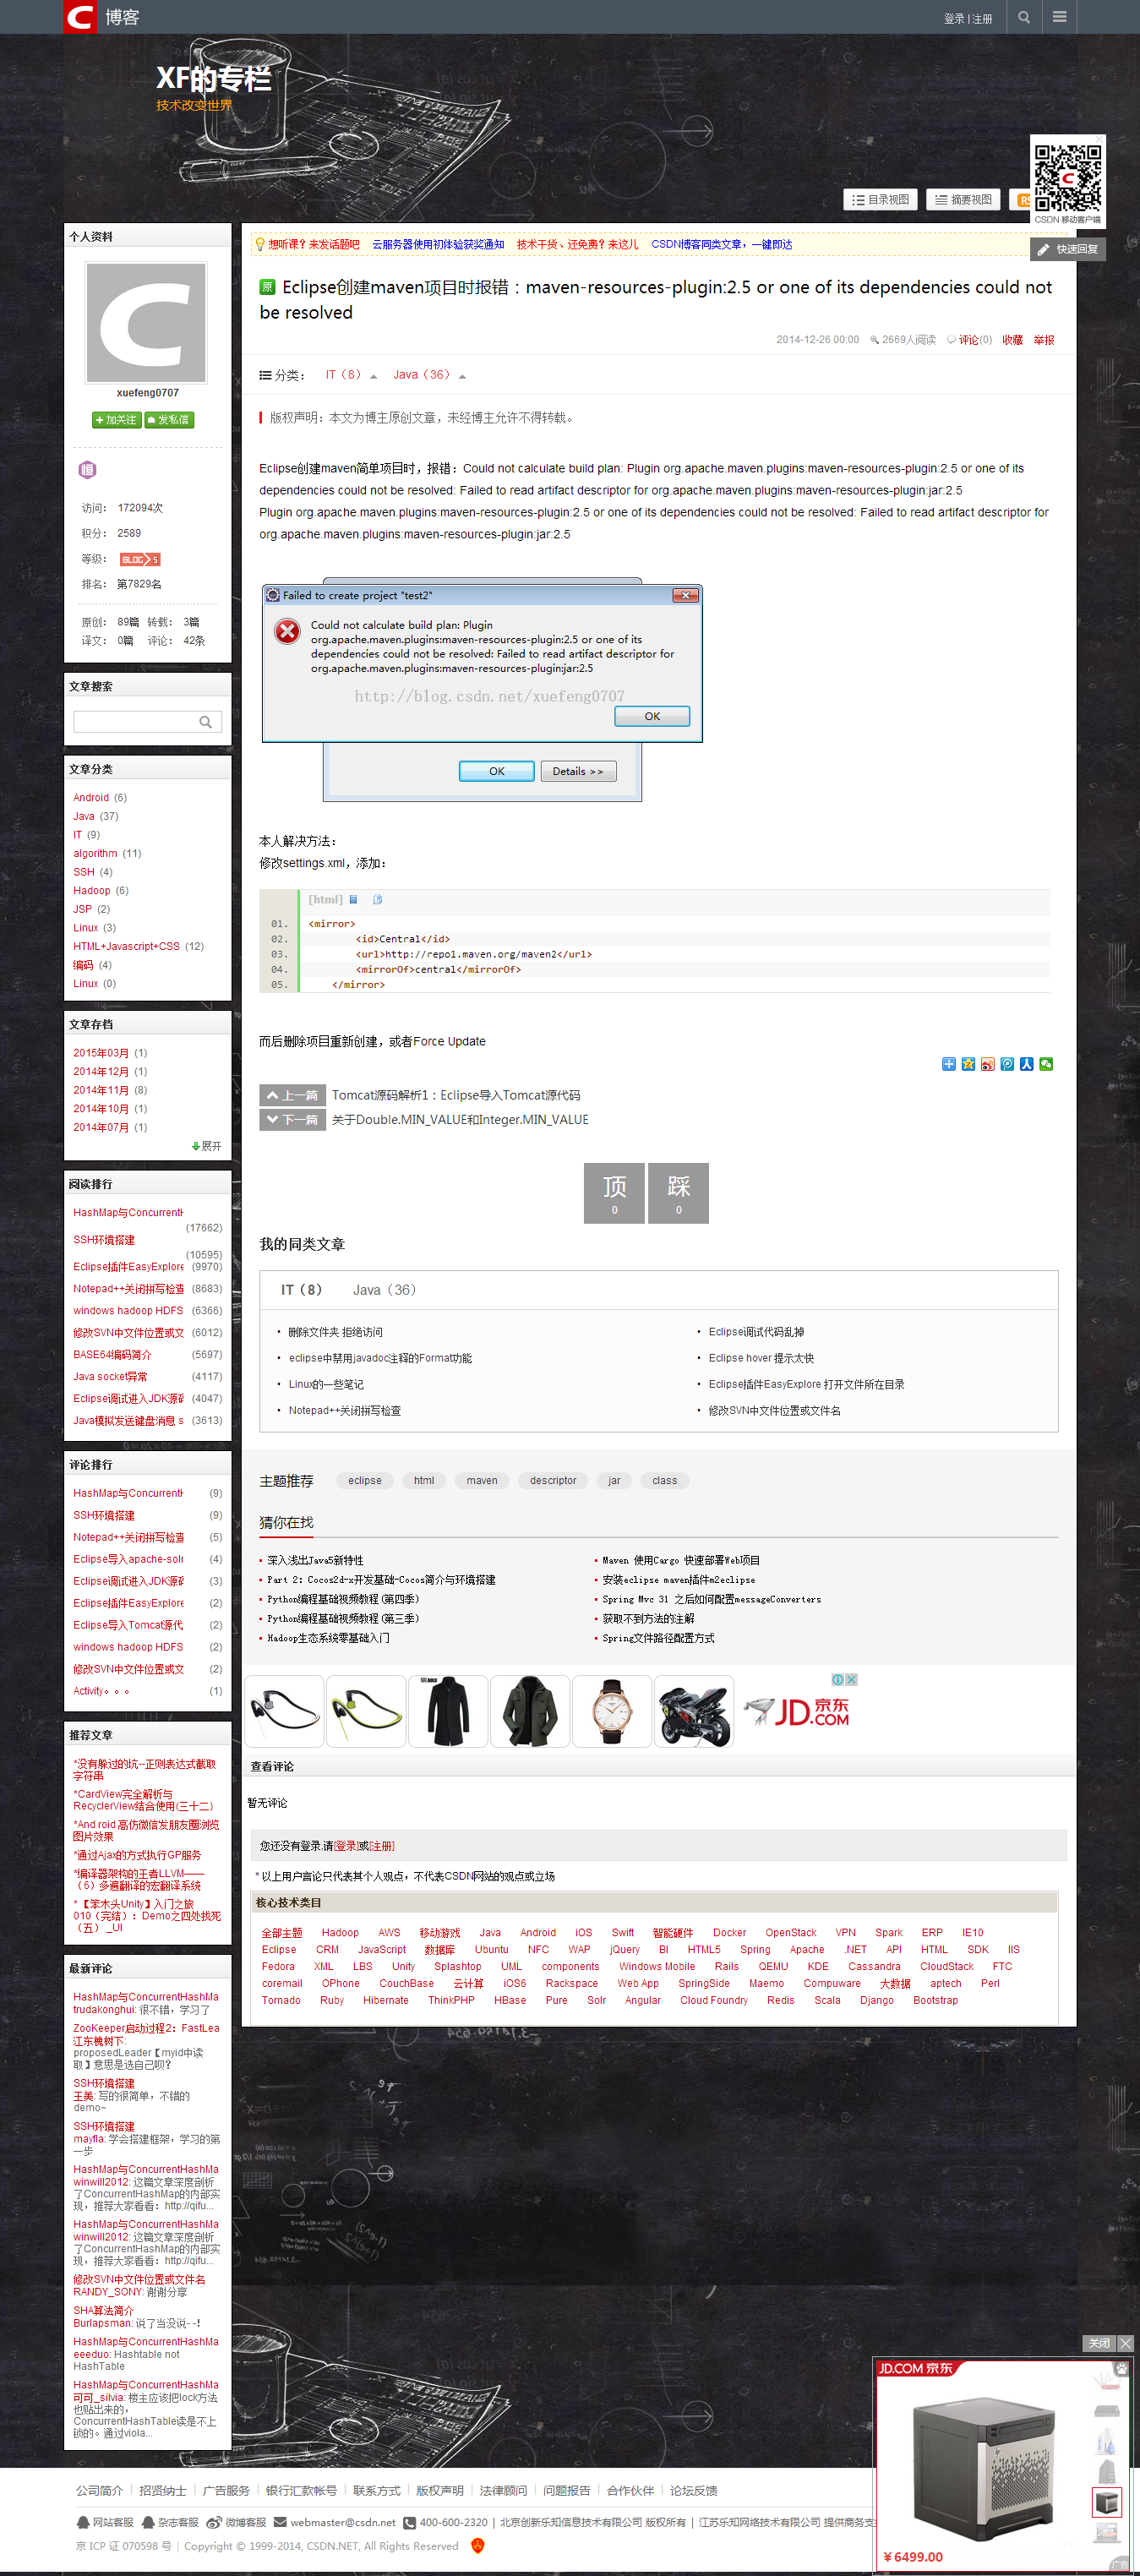 博客
登录 | 注册
XF的专栏
技术改变世界
目录视图
摘要视图
CSDN 移动客户端
快速回复
个人资料
xuefeng0707
加关注 发私信
访问： 172094次
积分： 2589
等级： BLOG 5
排名： 第7829名
原创： 89篇 转载： 3篇
译文： 0篇 评论： 42条
文章搜索
文章分类
Android (6)
Java (37)
IT (9)
algorithm (11)
SSH (4)
Hadoop (6)
JSP (2)
Linux (3)
HTML+Javascript+CSS (12)
编码 (4)
Linux (0)
文章存档
2015年03月 (1)
2014年12月 (1)
2014年11月 (8)
2014年10月 (1)
2014年07月 (1)
展开
阅读排行
HashMap与ConcurrentH
(17662)
SSH环境搭建
(10595)
Eclipse插件EasyExplore (9970)
Notepad++关闭拼写检查 (8683)
windows hadoop HDFS (6366)
修改SVN中文件位置或文 (6012)
BASE64编码简介 (5697)
Java socket异常 (4117)
Eclipse调试进入JDK源码 (4047)
Java模拟发送键盘消息 s (3613)
评论排行
HashMap与ConcurrentH (9)
SSH环境搭建 (9)
Notepad++关闭拼写检查 (5)
Eclipse导入apache-solr (4)
Eclipse调试进入JDK源码 (3)
Eclipse插件EasyExplore (2)
Eclipse导入Tomcat源代 (2)
windows hadoop HDFS (2)
修改SVN中文件位置或文 (2)
Activity。。。 (1)
推荐文章
*没有躲过的坑--正则表达式截取
字符串
*CardView完全解析与
RecyclerView结合使用(三十二)
*And roid 高仿微信发朋友圈浏览
图片效果
*通过Ajax的方式执行GP服务
*编译器架构的王者LLVM——
（6）多遍翻译的宏翻译系统
*【笨木头Unity】入门之旅
010（完结）：Demo之四处找死
（五）_UI
最新评论
HashMap与ConcurrentHashMa
trudakonghui: 很不错，学习了
ZooKeeper启动过程2：FastLea
江东魏树下:
proposedLeader【myid中读
取】意思是选自己呗？
SSH环境搭建
王美: 写的很简单，不错的
demo~
SSH环境搭建
mayfla: 学会搭建框架，学习的第
一步
HashMap与ConcurrentHashMa
winwill2012: 这篇文章深度剖析
了ConcurrentHashMap的内部实
现，推荐大家看看：http://qifu...
HashMap与ConcurrentHashMa
winwill2012: 这篇文章深度剖析
了ConcurrentHashMap的内部实
现，推荐大家看看：http://qifu...
修改SVN中文件位置或文件名
RANDY_SONY: 谢谢分享
SHA算法简介
Burlapsman: 说了当没说- -!
HashMap与ConcurrentHashMa
eeeduo: Hashtable not
HashTable
HashMap与ConcurrentHashMa
可可_silvia: 楼主应该把lock方法
也贴出来的，
ConcurrentHashTable读是不上
锁的。通过viola...
想听课？来发话题吧 云服务器使用初体验获奖通知 技术干货、还免费？来这儿 CSDN博客同类文章，一键即达
原 Eclipse创建maven项目时报错：maven-resources-plugin:2.5 or one of its dependencies could not
be resolved
2014-12-26 00:00 2669人阅读 评论(0) 收藏 举报
分类： IT（8） Java（36）
版权声明：本文为博主原创文章，未经博主允许不得转载。
Eclipse创建maven简单项目时，报错：Could not calculate build plan: Plugin org.apache.maven.plugins:maven-resources-plugin:2.5 or one of its
dependencies could not be resolved: Failed to read artifact descriptor for org.apache.maven.plugins:maven-resources-plugin:jar:2.5
Plugin org.apache.maven.plugins:maven-resources-plugin:2.5 or one of its dependencies could not be resolved: Failed to read artifact descriptor for
org.apache.maven.plugins:maven-resources-plugin:jar:2.5
Failed to create project "test2"
Could not calculate build plan: Plugin
org.apache.maven.plugins:maven-resources-plugin:2.5 or one of its
dependencies could not be resolved: Failed to read artifact descriptor for
org.apache.maven.plugins:maven-resources-plugin:jar:2.5
http://blog.csdn.net/xuefeng0707
OK
OK Details >>
本人解决方法：
修改settings.xml，添加：
[html]
01. <mirror>
02. <id>Central</id>
03. <url>http://repo1.maven.org/maven2</url>
04. <mirrorOf>central</mirrorOf>
05. </mirror>
而后删除项目重新创建，或者Force Update
上一篇 Tomcat源码解析1：Eclipse导入Tomcat源代码
下一篇 关于Double.MIN_VALUE和Integer.MIN_VALUE
顶 踩
0 0
我的同类文章
IT（8） Java（36）
• 删除文件夹 拒绝访问 • Eclipse调试代码乱掉
• eclipse中禁用javadoc注释的Format功能 • Eclipse hover 提示太快
• Linux的一些笔记 • Eclipse插件EasyExplore 打开文件所在目录
• Notepad++关闭拼写检查 • 修改SVN中文件位置或文件名
主题推荐 eclipse html maven descriptor jar class
猜你在找
深入浅出Java5新特性 Maven 使用Cargo 快速部署Web项目
Part 2：Cocos2d-x开发基础-Cocos简介与环境搭建 安装eclipse maven插件m2eclipse
Python编程基础视频教程(第四季) Spring Mvc 31 之后如何配置messageConverters
Python编程基础视频教程(第三季) 获取不到方法的注解
Hadoop生态系统零基础入门 Spring文件路径配置方式
JD 京东 .COM
查看评论
暂无评论
您还没有登录,请[登录]或[注册]
* 以上用户言论只代表其个人观点，不代表CSDN网站的观点或立场
核心技术类目
全部主题 Hadoop AWS 移动游戏 Java Android iOS Swift 智能硬件 Docker OpenStack VPN Spark ERP IE10
Eclipse CRM JavaScript 数据库 Ubuntu NFC WAP jQuery BI HTML5 Spring Apache .NET API HTML SDK IIS
Fedora XML LBS Unity Splashtop UML components Windows Mobile Rails QEMU KDE Cassandra CloudStack FTC
coremail OPhone CouchBase 云计算 iOS6 Rackspace Web App SpringSide Maemo Compuware 大数据 aptech Perl
Tornado Ruby Hibernate ThinkPHP HBase Pure Solr Angular Cloud Foundry Redis Scala Django Bootstrap
关闭
JD.COM 京东
￥6499.00
广告
公司简介 | 招贤纳士 | 广告服务 | 银行汇款帐号 | 联系方式 | 版权声明 | 法律顾问 | 问题报告 | 合作伙伴 | 论坛反馈
网站客服 杂志客服 微博客服 webmaster@csdn.net 400-600-2320 | 北京创新乐知信息技术有限公司 版权所有 | 江苏乐知网络技术有限公司 提供商务支
京 ICP 证 070598 号 | Copyright © 1999-2014, CSDN.NET, All Rights Reserved